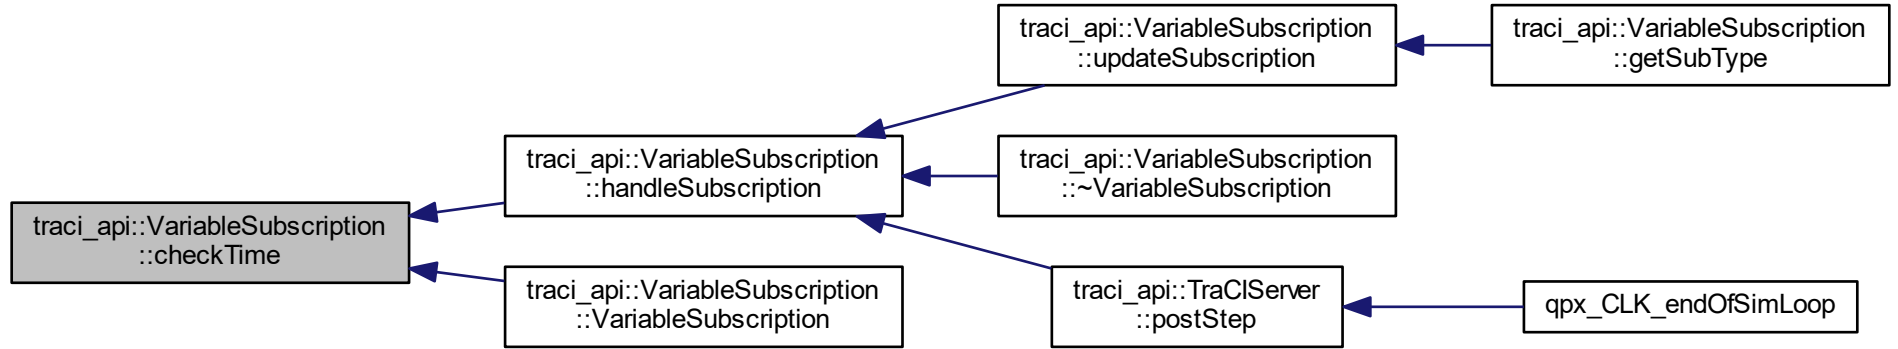 traci_api::VariableSubscription
::checkTime
traci_api::VariableSubscription
::handleSubscription
traci_api::VariableSubscription
::VariableSubscription
traci_api::VariableSubscription
::updateSubscription
traci_api::VariableSubscription
::~VariableSubscription
traci_api::TraCIServer
::postStep
traci_api::VariableSubscription
::getSubType
qpx_CLK_endOfSimLoop